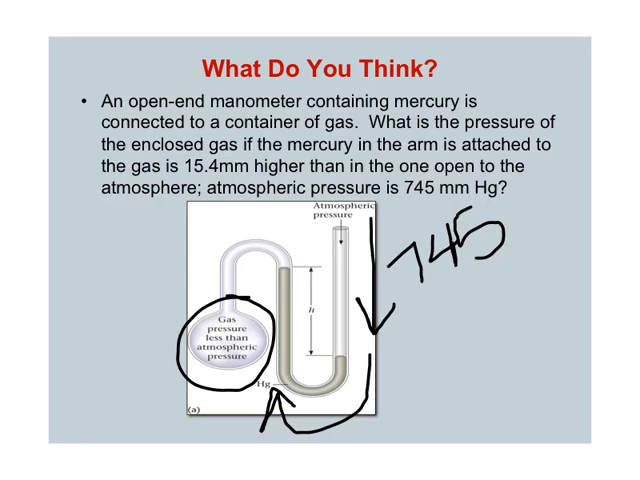 What Do You Think?
• An open-end manometer containing mercury is
connected to a container of gas. What is the pressure of
the enclosed gas if the mercury in the arm is attached to
the gas is 15.4mm higher than in the one open to the
atmosphere; atmospheric pressure is 745 mm Hg?
Atmospheric
pressure
745
h
Gas
pressure
less than
atmospheric
pressure
Hg
(a)